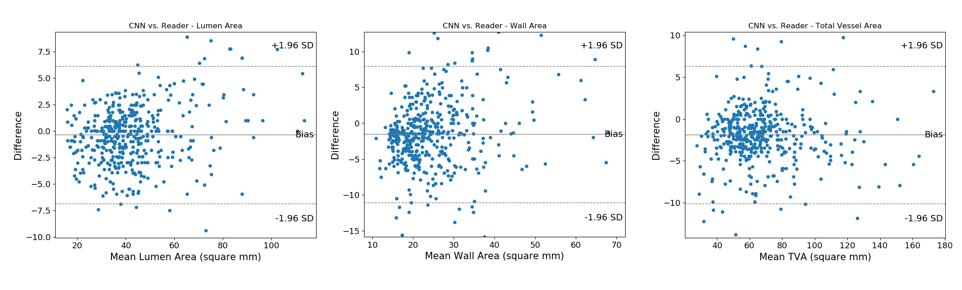 CNN vs. Reader - Lumen Area
7.5
5.0
2.5
0.0
−2.5
−5.0
−7.5
−10.0
Difference
+1.96 SD
Bias
-1.96 SD
20 40 60 80 100
Mean Lumen Area (square mm)
CNN vs. Reader - Wall Area
10
5
0
−5
−10
−15
Difference
+1.96 SD
Bias
-1.96 SD
10 20 30 40 50 60 70
Mean Wall Area (square mm)
CNN vs. Reader - Total Vessel Area
10
5
0
−5
−10
Difference
+1.96 SD
Bias
-1.96 SD
40 60 80 100 120 140 160 180
Mean TVA (square mm)